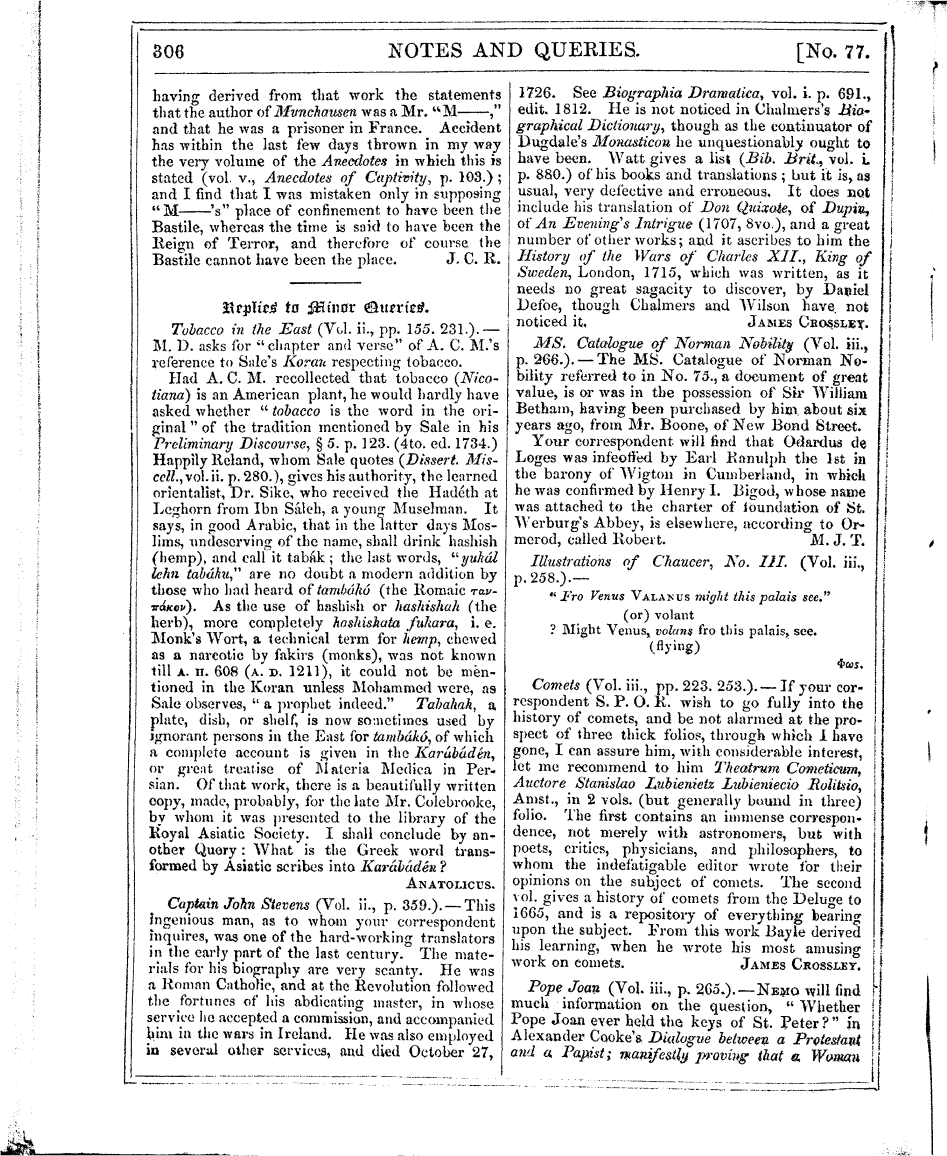 306
NOTES AND QUERIES.
[No. 77.
having derived from that work the statements
that the author of Munchausen was a Mr. "M——,"
and that he was a prisoner in France. Accident
has within the last few days thrown in my way
the very volume of the Anecdotes in which this is
stated (vol. v., Anecdotes of Captivity, p. 103.);
and I find that I was mistaken only in supposing
"M——'s" place of confinement to have been the
Bastile, whereas the time is said to have been the
Reign of Terror, and therefore of course the
Bastile cannot have been the place. J. C. R.
Replies to Minor Queries.
Tobacco in the East (Vol. ii., pp. 155. 231.).—
M. D. asks for "chapter and verse" of A. C. M.'s
reference to Sale's Koran respecting tobacco.
Had A. C. M. recollected that tobacco (Nico-
tiana) is an American plant, he would hardly have
asked whether "tobacco is the word in the ori-
ginal" of the tradition mentioned by Sale in his
Preliminary Discourse, § 5. p. 123. (4to. ed. 1734.)
Happily Reland, whom Sale quotes (Dissert. Mis-
cell., vol. ii. p. 280.), gives his authority, the learned
orientalist, Dr. Sike, who received the Hadéth at
Leghorn from Ibn Sáleh, a young Muselman. It
says, in good Arabic, that in the latter days Mos-
lims, undeserving of the name, shall drink hashish
(hemp), and call it tabák; the last words, "yukál
lehn tabáku," are no doubt a modern addition by
those who had heard of tambákó (the Romaic ταν-
πάκον). As the use of hashish or hashishah (the
herb), more completely hashishata fukara, i. e.
Monk's Wort, a technical term for hemp, chewed
as a narcotic by fakirs (monks), was not known
till A. H. 608 (A. D. 1211), it could not be men-
tioned in the Koran unless Mohammed were, as
Sale observes, "a prophet indeed." Tabahah, a
plate, dish, or shelf, is now sometimes used by
ignorant persons in the East for tambákó, of which
a complete account is given in the Karábádén,
or great treatise of Materia Medica in Per-
sian. Of that work, there is a beautifully written
copy, made, probably, for the late Mr. Colebrooke,
by whom it was presented to the library of the
Royal Asiatic Society. I shall conclude by an-
other Query: What is the Greek word trans-
formed by Asiatic scribes into Karábádén?
ANATOLICUS.
Captain John Stevens (Vol. ii., p. 359.).—This
ingenious man, as to whom your correspondent
inquires, was one of the hard-working translators
in the early part of the last century. The mate-
rials for his biography are very scanty. He was
a Roman Catholic, and at the Revolution followed
the fortunes of his abdicating master, in whose
service he accepted a commission, and accompanied
him in the wars in Ireland. He was also employed
in several other services, and died October 27,
1726. See Biographia Dramatica, vol. i. p. 691.,
edit. 1812. He is not noticed in Chalmers's Bio-
graphical Dictionary, though as the continuator of
Dugdale's Monasticon he unquestionably ought to
have been. Watt gives a list (Bib. Brit., vol. i.
p. 880.) of his books and translations; but it is, as
usual, very defective and erroneous. It does not
include his translation of Don Quixote, of Dupin,
of An Evening's Intrigue (1707, 8vo.), and a great
number of other works; and it ascribes to him the
History of the Wars of Charles XII., King of
Sweden, London, 1715, which was written, as it
needs no great sagacity to discover, by Daniel
Defoe, though Chalmers and Wilson have not
noticed it. JAMES CROSSLEY.
MS. Catalogue of Norman Nobility (Vol. iii.,
p. 266.).—The MS. Catalogue of Norman No-
bility referred to in No. 75., a document of great
value, is or was in the possession of Sir William
Betham, having been purchased by him about six
years ago, from Mr. Boone, of New Bond Street.
Your correspondent will find that Odardus de
Loges was infeoffed by Earl Ranulph the 1st in
the barony of Wigton in Cumberland, in which
he was confirmed by Henry I. Bigod, whose name
was attached to the charter of foundation of St.
Werburg's Abbey, is elsewhere, according to Or-
merod, called Robert. M. J. T.
Illustrations of Chaucer, No. III. (Vol. iii.,
p. 258.).—
"Fro Venus VALANUS might this palais see."
(or) volant
? Might Venus, volans fro this palais, see.
(flying)
Φως.
Comets (Vol. iii., pp. 223. 253.).—If your cor-
respondent S. P. O. R. wish to go fully into the
history of comets, and be not alarmed at the pro-
spect of three thick folios, through which I have
gone, I can assure him, with considerable interest,
let me recommend to him Theatrum Cometicum,
Auctore Stanislao Lubienietz Lubieniecio Rolitsio,
Amst., in 2 vols. (but generally bound in three)
folio. The first contains an immense correspon-
dence, not merely with astronomers, but with
poets, critics, physicians, and philosophers, to
whom the indefatigable editor wrote for their
opinions on the subject of comets. The second
vol. gives a history of comets from the Deluge to
1665, and is a repository of everything bearing
upon the subject. From this work Bayle derived
his learning, when he wrote his most amusing
work on comets. JAMES CROSSLEY.
Pope Joan (Vol. iii., p. 265.).—NEMO will find
much information on the question, "Whether
Pope Joan ever held the keys of St. Peter?" in
Alexander Cooke's Dialogue between a Protestant
and a Papist; manifestly proving that a Woman